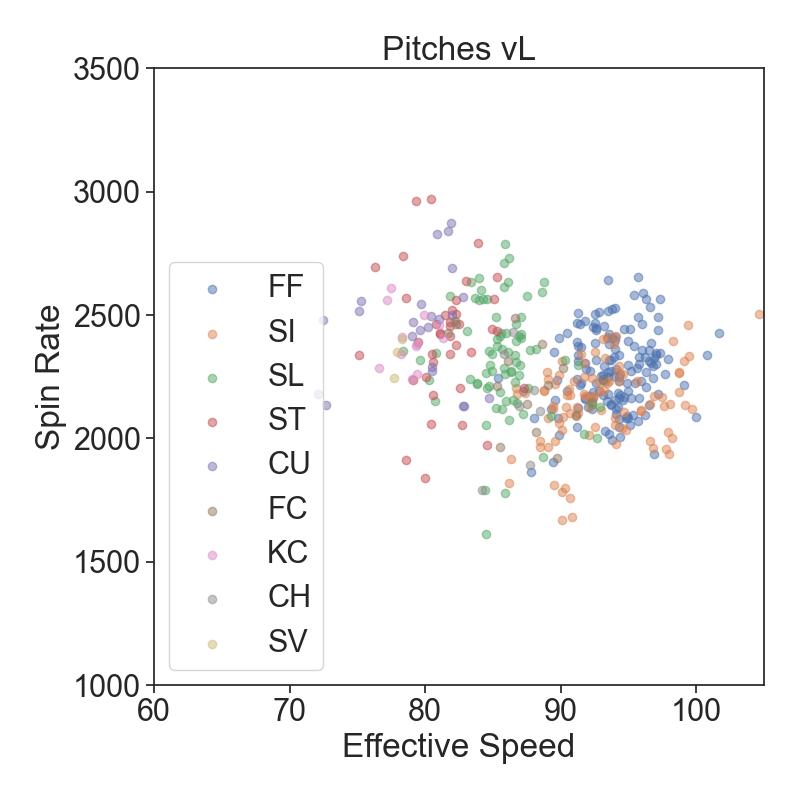 Pitches vL
3500
3000
2500
2000
1500
1000
Spin Rate
FF
SI
SL
ST
CU
FC
KC
CH
SV
60 70 80 90 100
Effective Speed